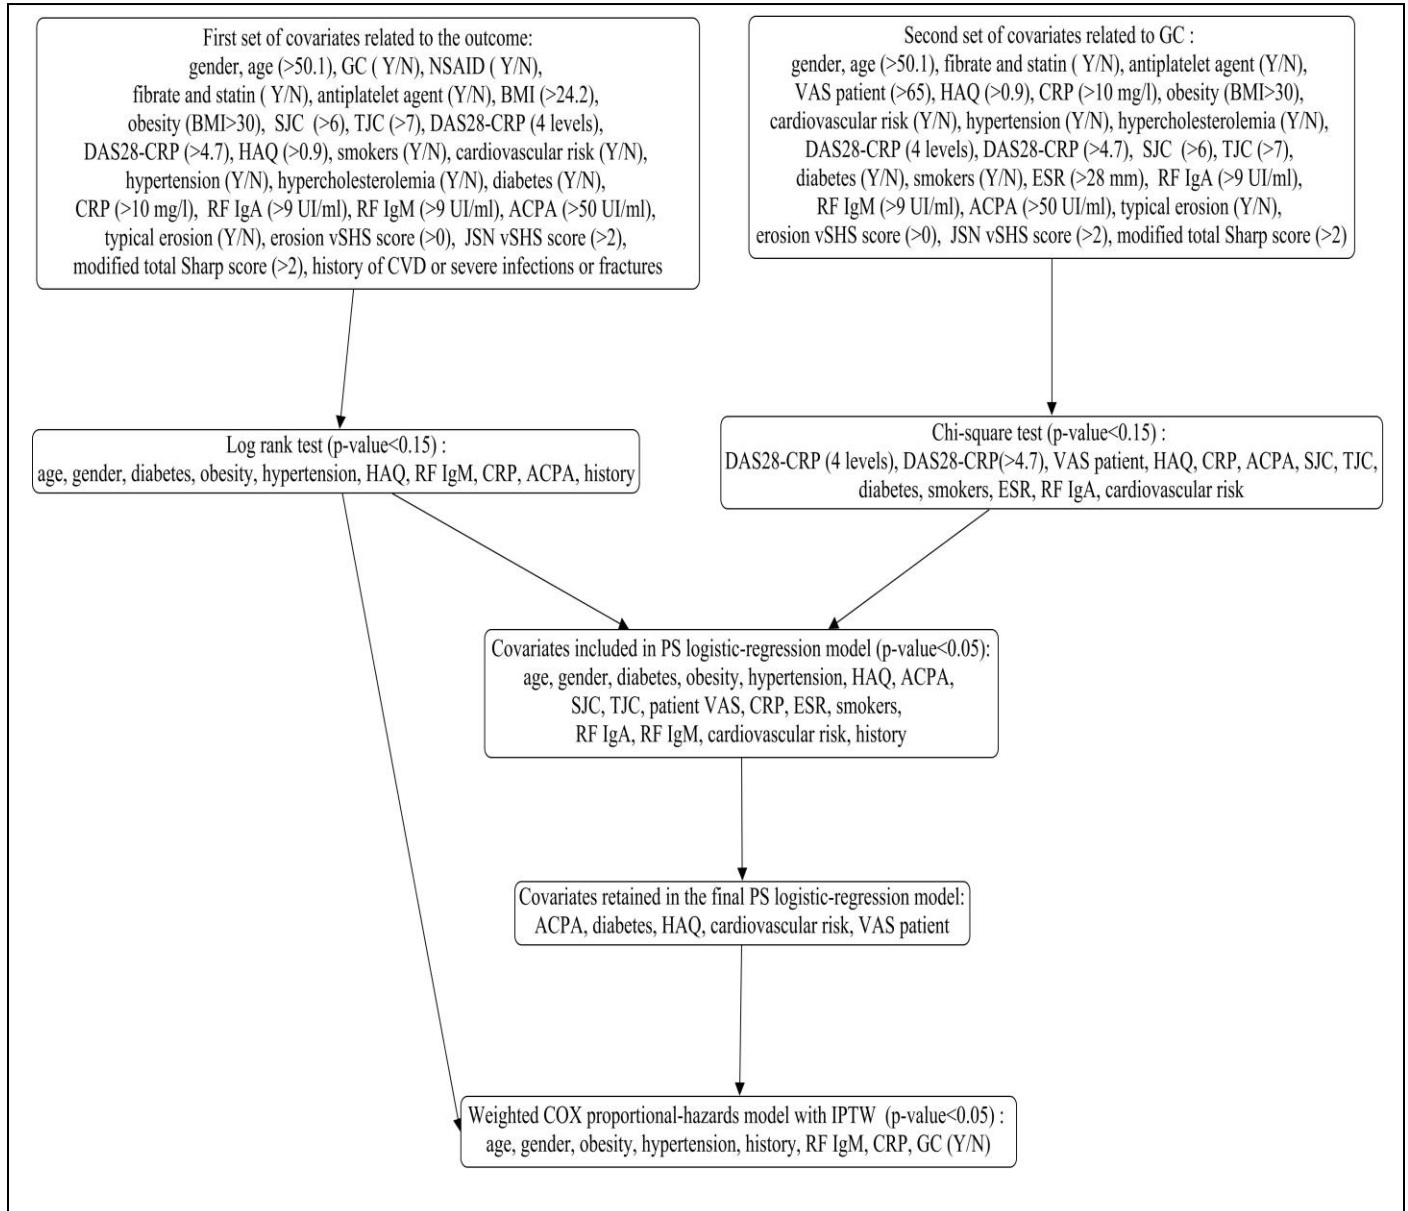 First set of covariates related to the outcome:
gender, age (>50.1), GC ( Y/N), NSAID ( Y/N),
fibrate and statin ( Y/N), antiplatelet agent (Y/N), BMI (>24.2),
obesity (BMI>30), SJC (>6), TJC (>7), DAS28-CRP (4 levels),
DAS28-CRP (>4.7), HAQ (>0.9), smokers (Y/N), cardiovascular risk (Y/N),
hypertension (Y/N), hypercholesterolemia (Y/N), diabetes (Y/N),
CRP (>10 mg/l), RF IgA (>9 UI/ml), RF IgM (>9 UI/ml), ACPA (>50 UI/ml),
typical erosion (Y/N), erosion vSHS score (>0), JSN vSHS score (>2),
modified total Sharp score (>2), history of CVD or severe infections or fractures
Second set of covariates related to GC :
gender, age (>50.1), fibrate and statin ( Y/N), antiplatelet agent (Y/N),
VAS patient (>65), HAQ (>0.9), CRP (>10 mg/l), obesity (BMI>30),
cardiovascular risk (Y/N), hypertension (Y/N), hypercholesterolemia (Y/N),
DAS28-CRP (4 levels), DAS28-CRP (>4.7), SJC (>6), TJC (>7),
diabetes (Y/N), smokers (Y/N), ESR (>28 mm), RF IgA (>9 UI/ml),
RF IgM (>9 UI/ml), ACPA (>50 UI/ml), typical erosion (Y/N),
erosion vSHS score (>0), JSN vSHS score (>2), modified total Sharp score (>2)
Log rank test (p-value<0.15) :
age, gender, diabetes, obesity, hypertension, HAQ, RF IgM, CRP, ACPA, history
Chi-square test (p-value<0.15) :
DAS28-CRP (4 levels), DAS28-CRP(>4.7), VAS patient, HAQ, CRP, ACPA, SJC, TJC,
diabetes, smokers, ESR, RF IgA, cardiovascular risk
Covariates included in PS logistic-regression model (p-value<0.05):
age, gender, diabetes, obesity, hypertension, HAQ, ACPA,
SJC, TJC, patient VAS, CRP, ESR, smokers,
RF IgA, RF IgM, cardiovascular risk, history
Covariates retained in the final PS logistic-regression model:
ACPA, diabetes, HAQ, cardiovascular risk, VAS patient
Weighted COX proportional-hazards model with IPTW (p-value<0.05) :
age, gender, obesity, hypertension, history, RF IgM, CRP, GC (Y/N)